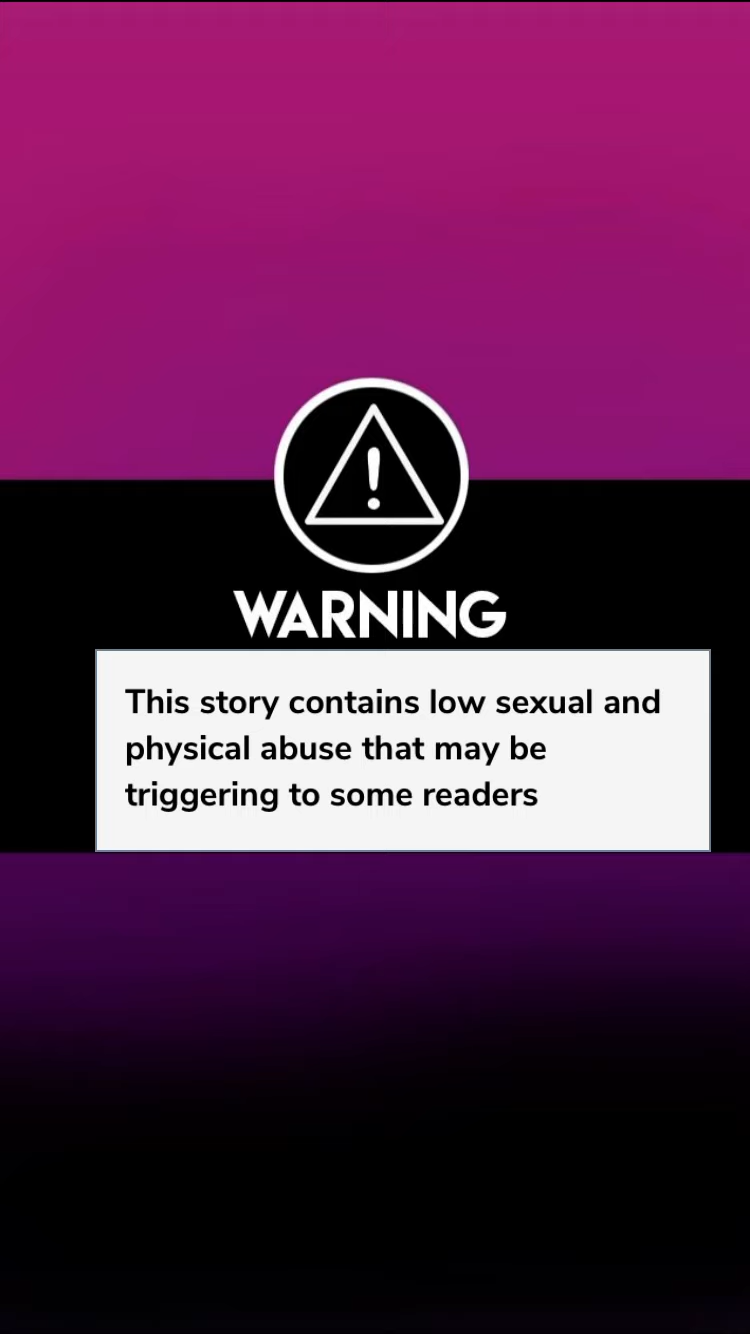 WARNING
This story contains low sexual and
physical abuse that may be
triggering to some readers